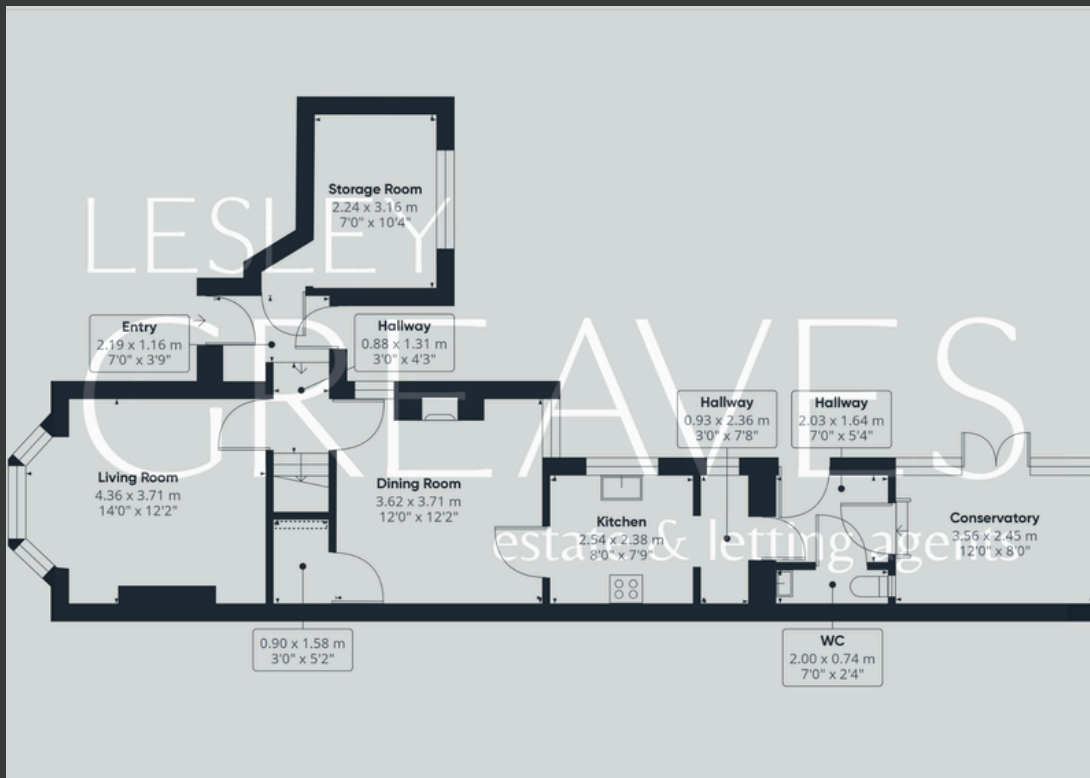 LESLEY
GREAVES
estate & letting agents
Storage Room
2.24 x 3.16 m
7'0" x 10'4"
Entry
2.19 x 1.16 m
7'0" x 3'9"
Hallway
0.88 x 1.31 m
3'0" x 4'3"
Living Room
4.36 x 3.71 m
14'0" x 12'2"
Dining Room
3.62 x 3.71 m
12'0" x 12'2"
Kitchen
2.54 x 2.38 m
8'0" x 7'9"
Hallway
0.93 x 2.36 m
3'0" x 7'8"
Hallway
2.03 x 1.64 m
7'0" x 5'4"
Conservatory
3.56 x 2.45 m
12'0" x 8'0"
0.90 x 1.58 m
3'0" x 5'2"
WC
2.00 x 0.74 m
7'0" x 2'4"